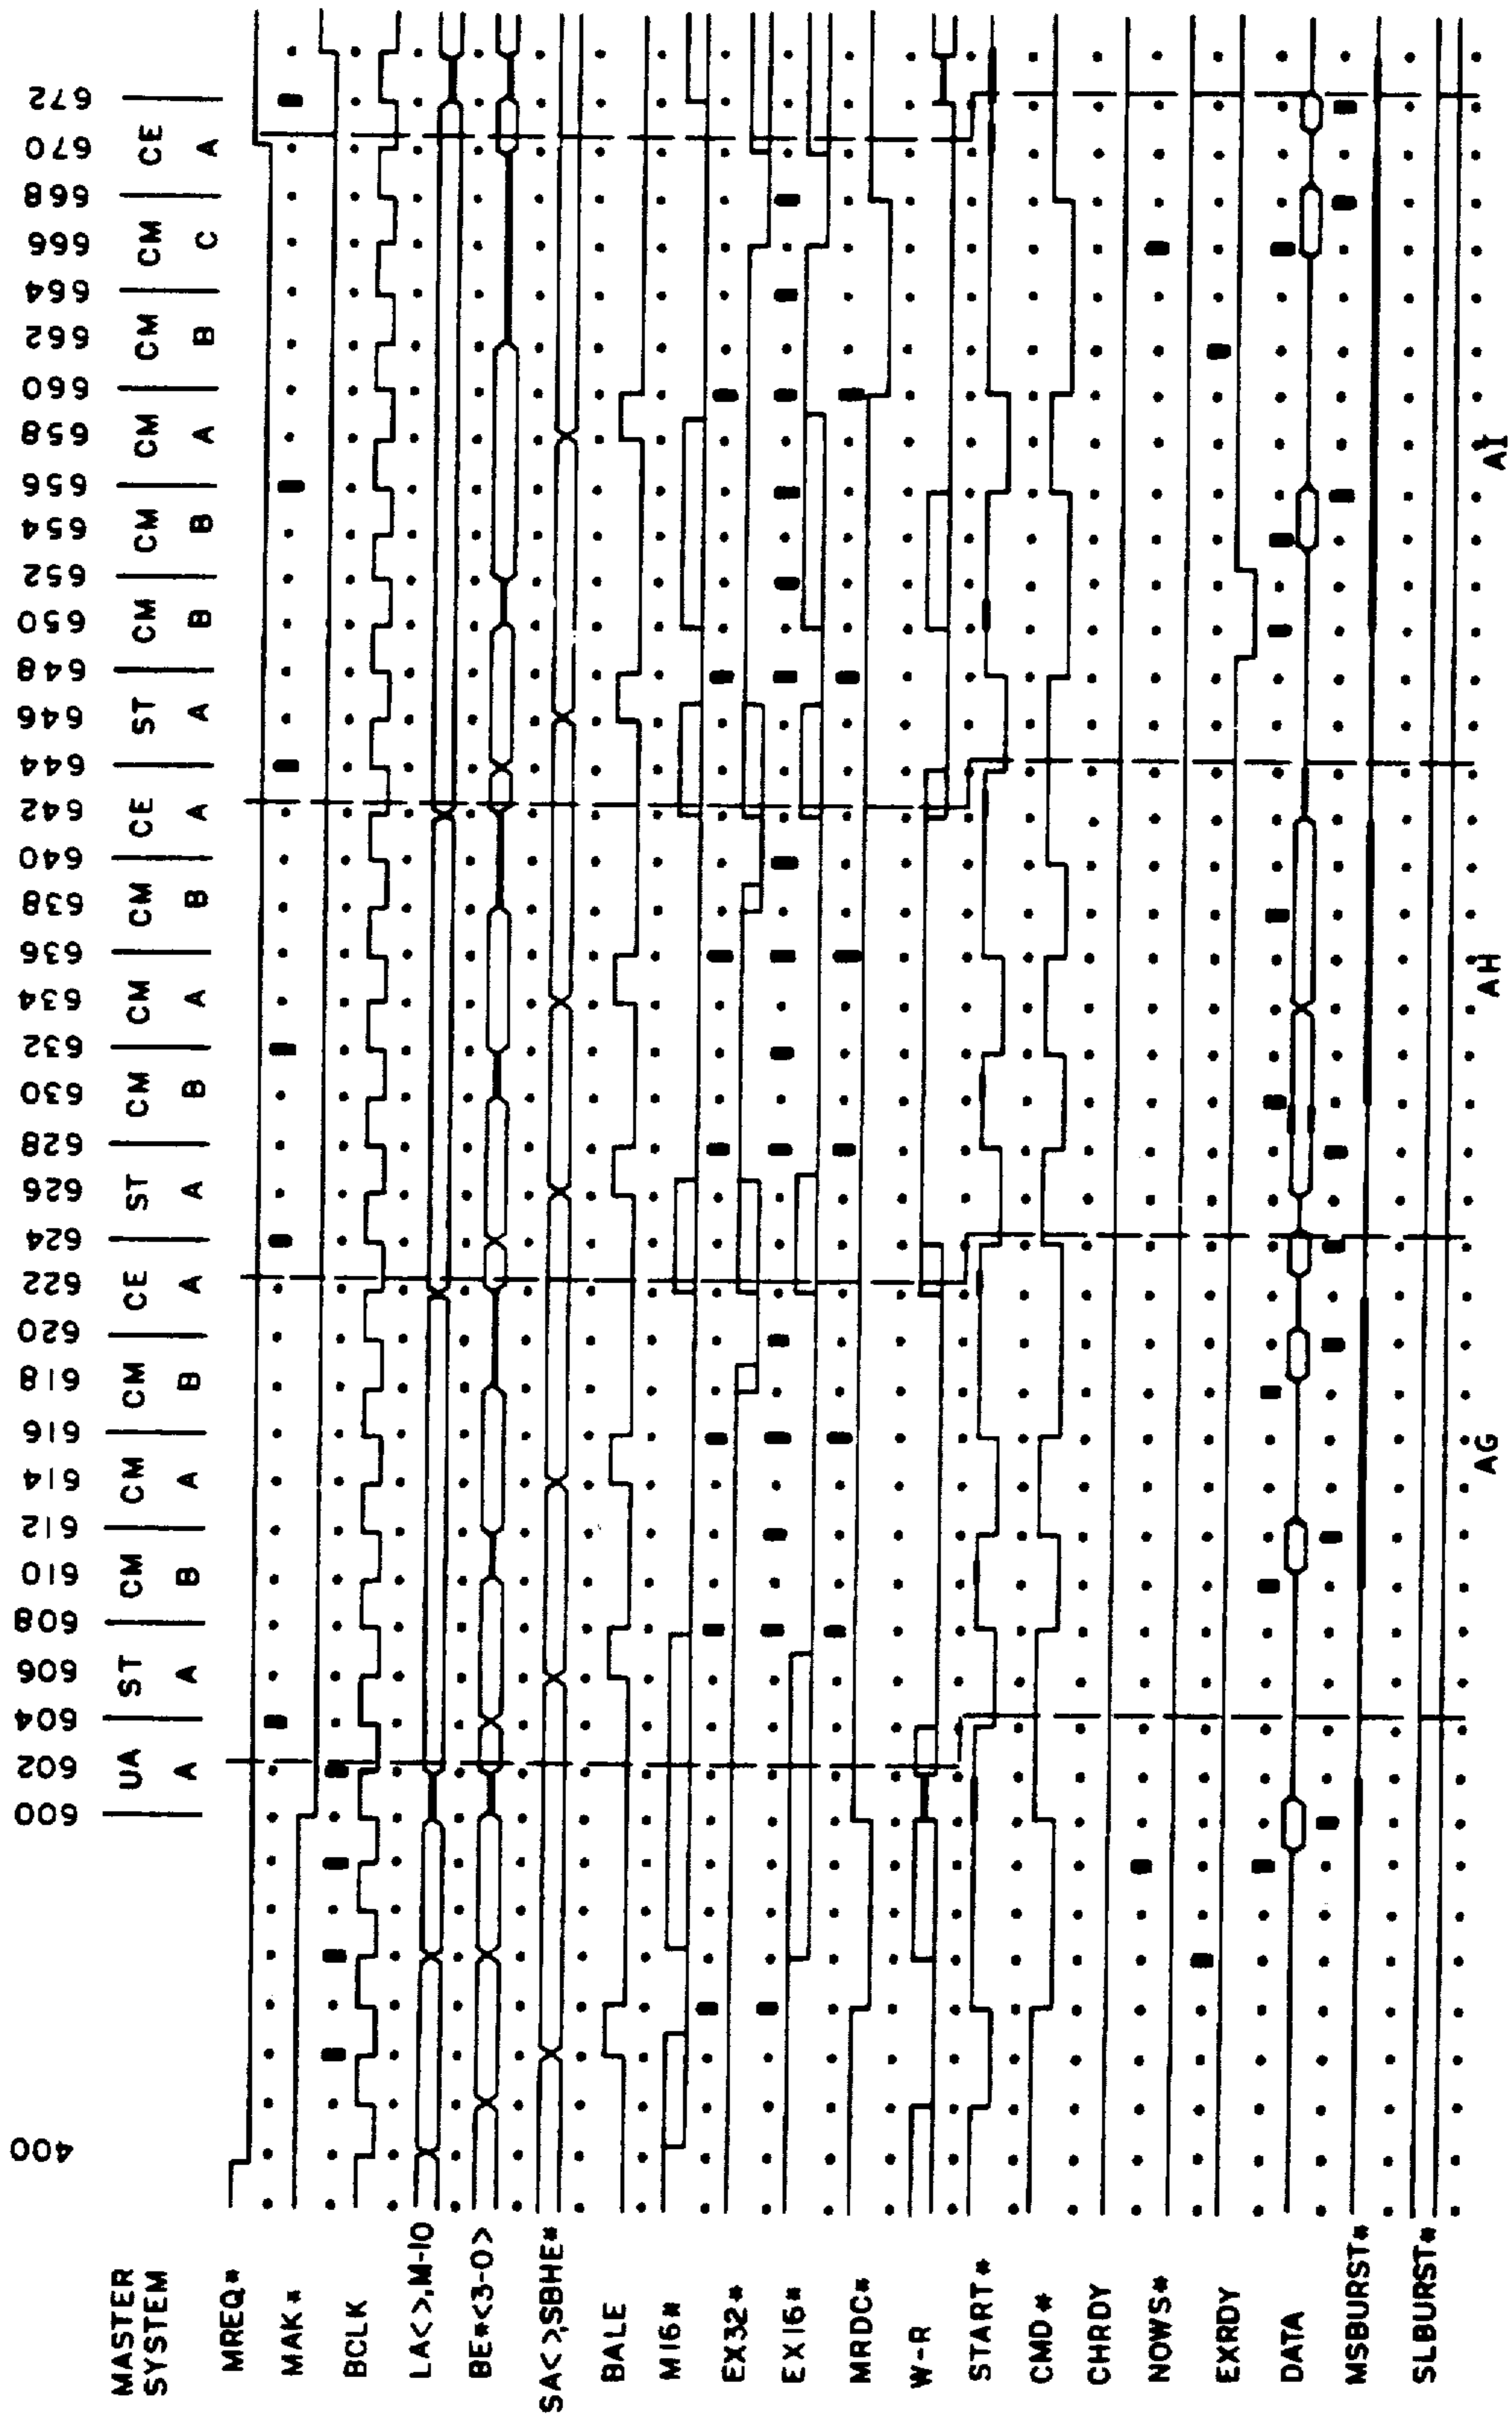 400 600 602 604 606 608 610 612 614 616 618 620 622 624 626 628 630 632 634 636 638 640 642 644 646 648 650 652 654 656 658 660 662 664 666 668 670 672
MASTER UA ST CM CM CM CE ST CM CM CM CE ST CM CM CM CM CM CE
SYSTEM A A B A B A A B A B A A B B A B C A
MREQ*
MAK*
BCLK
LA< >,M-10
BE*<3-0>
SA< >,SBHE*
BALE
M16*
EX32*
EX16*
MRDC*
W-R
START*
CMD*
CHRDY
NOWS*
EXRDY
DATA
MSBURST*
SLBURST*
AG AH AI